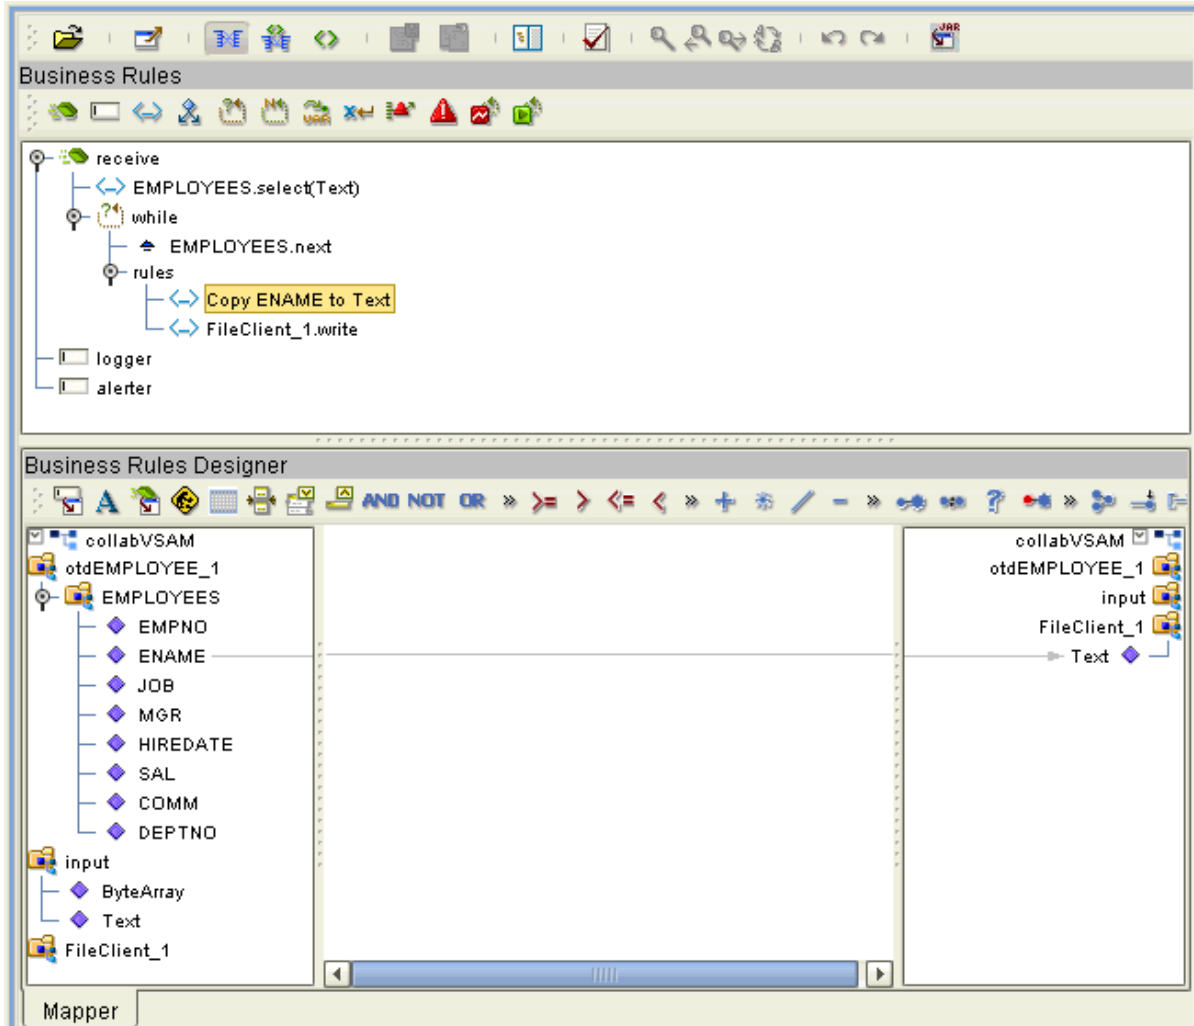 JAR
Business Rules
VAR
receive
EMPLOYEES.select(Text)
while
EMPLOYEES.next
rules
Copy ENAME to Text
FileClient_1.write
logger
alerter
Business Rules Designer
A AND NOT OR » >= > <= < » + / - » ? » 
collabVSAM collabVSAM
otdEMPLOYEE_1 otdEMPLOYEE_1
EMPLOYEES input
EMPNO FileClient_1
ENAME Text
JOB
MGR
HIREDATE
SAL
COMM
DEPTNO
input
ByteArray
Text
FileClient_1
Mapper